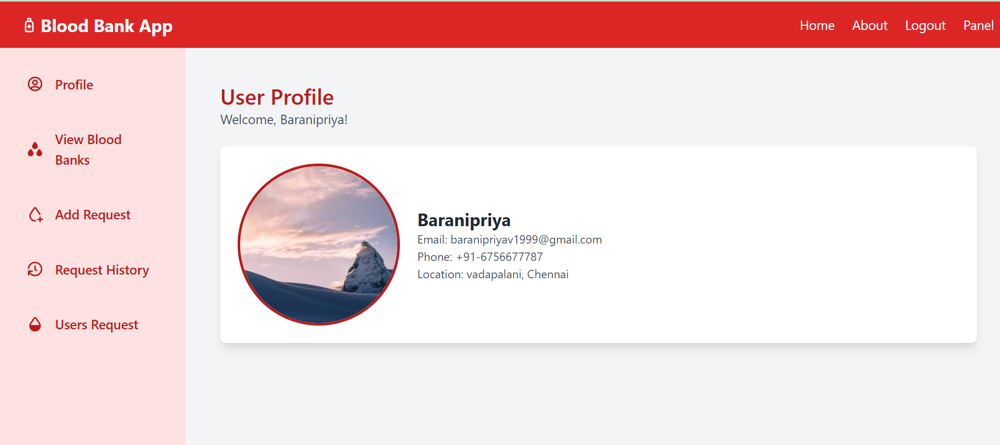 Blood Bank App
Home About Logout Panel
Profile
View Blood
Banks
Add Request
Request History
Users Request
User Profile
Welcome, Baranipriya!
Baranipriya
Email: baranipriyav1999@gmail.com
Phone: +91-6756677787
Location: vadapalani, Chennai